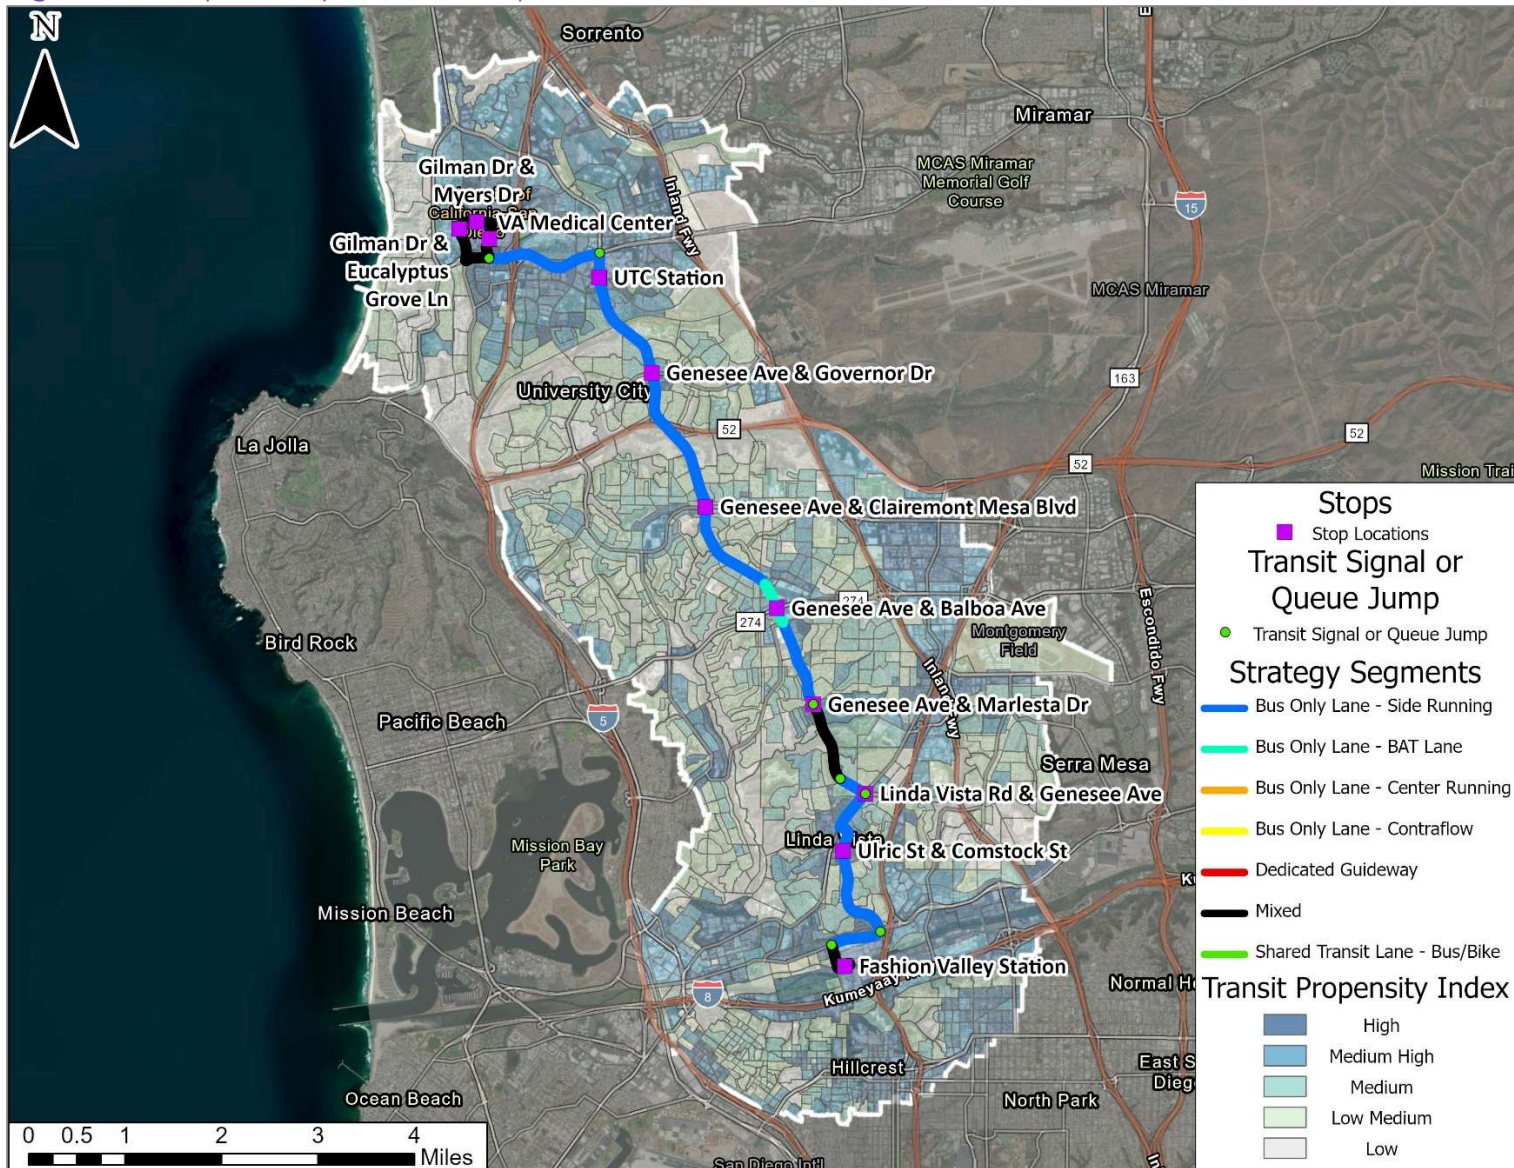 N
Sorrento
Miramar
MCAS Miramar
Memorial Golf
Course
Inland Fwy
15
Gilman Dr &
Myers Dr
VA Medical Center
Gilman Dr &
Eucalyptus
Grove Ln
UTC Station
MCAS Miramar
Genesee Ave & Governor Dr
University City
163
La Jolla
52
52
52
Genesee Ave & Clairemont Mesa Blvd
Stops
Stop Locations
Transit Signal or
Queue Jump
Transit Signal or Queue Jump
Strategy Segments
Bus Only Lane - Side Running
Bus Only Lane - BAT Lane
Bus Only Lane - Center Running
Bus Only Lane - Contraflow
Dedicated Guideway
Mixed
Shared Transit Lane - Bus/Bike
Transit Propensity Index
High
Medium High
Medium
Low Medium
Low
Genesee Ave & Balboa Ave
274
274
Montgomery
Field
Escondido Fwy
Bird Rock
Inland Fwy
Pacific Beach
5
Genesee Ave & Marlesta Dr
Serra Mesa
Linda Vista Rd & Genesee Ave
Linda Vista
Mission Bay
Park
Ulric St & Comstock St
Mission Beach
Fashion Valley Station
8
Kumeyaay
Hillcrest
North Park
Ocean Beach
0 0.5 1 2 3 4
Miles